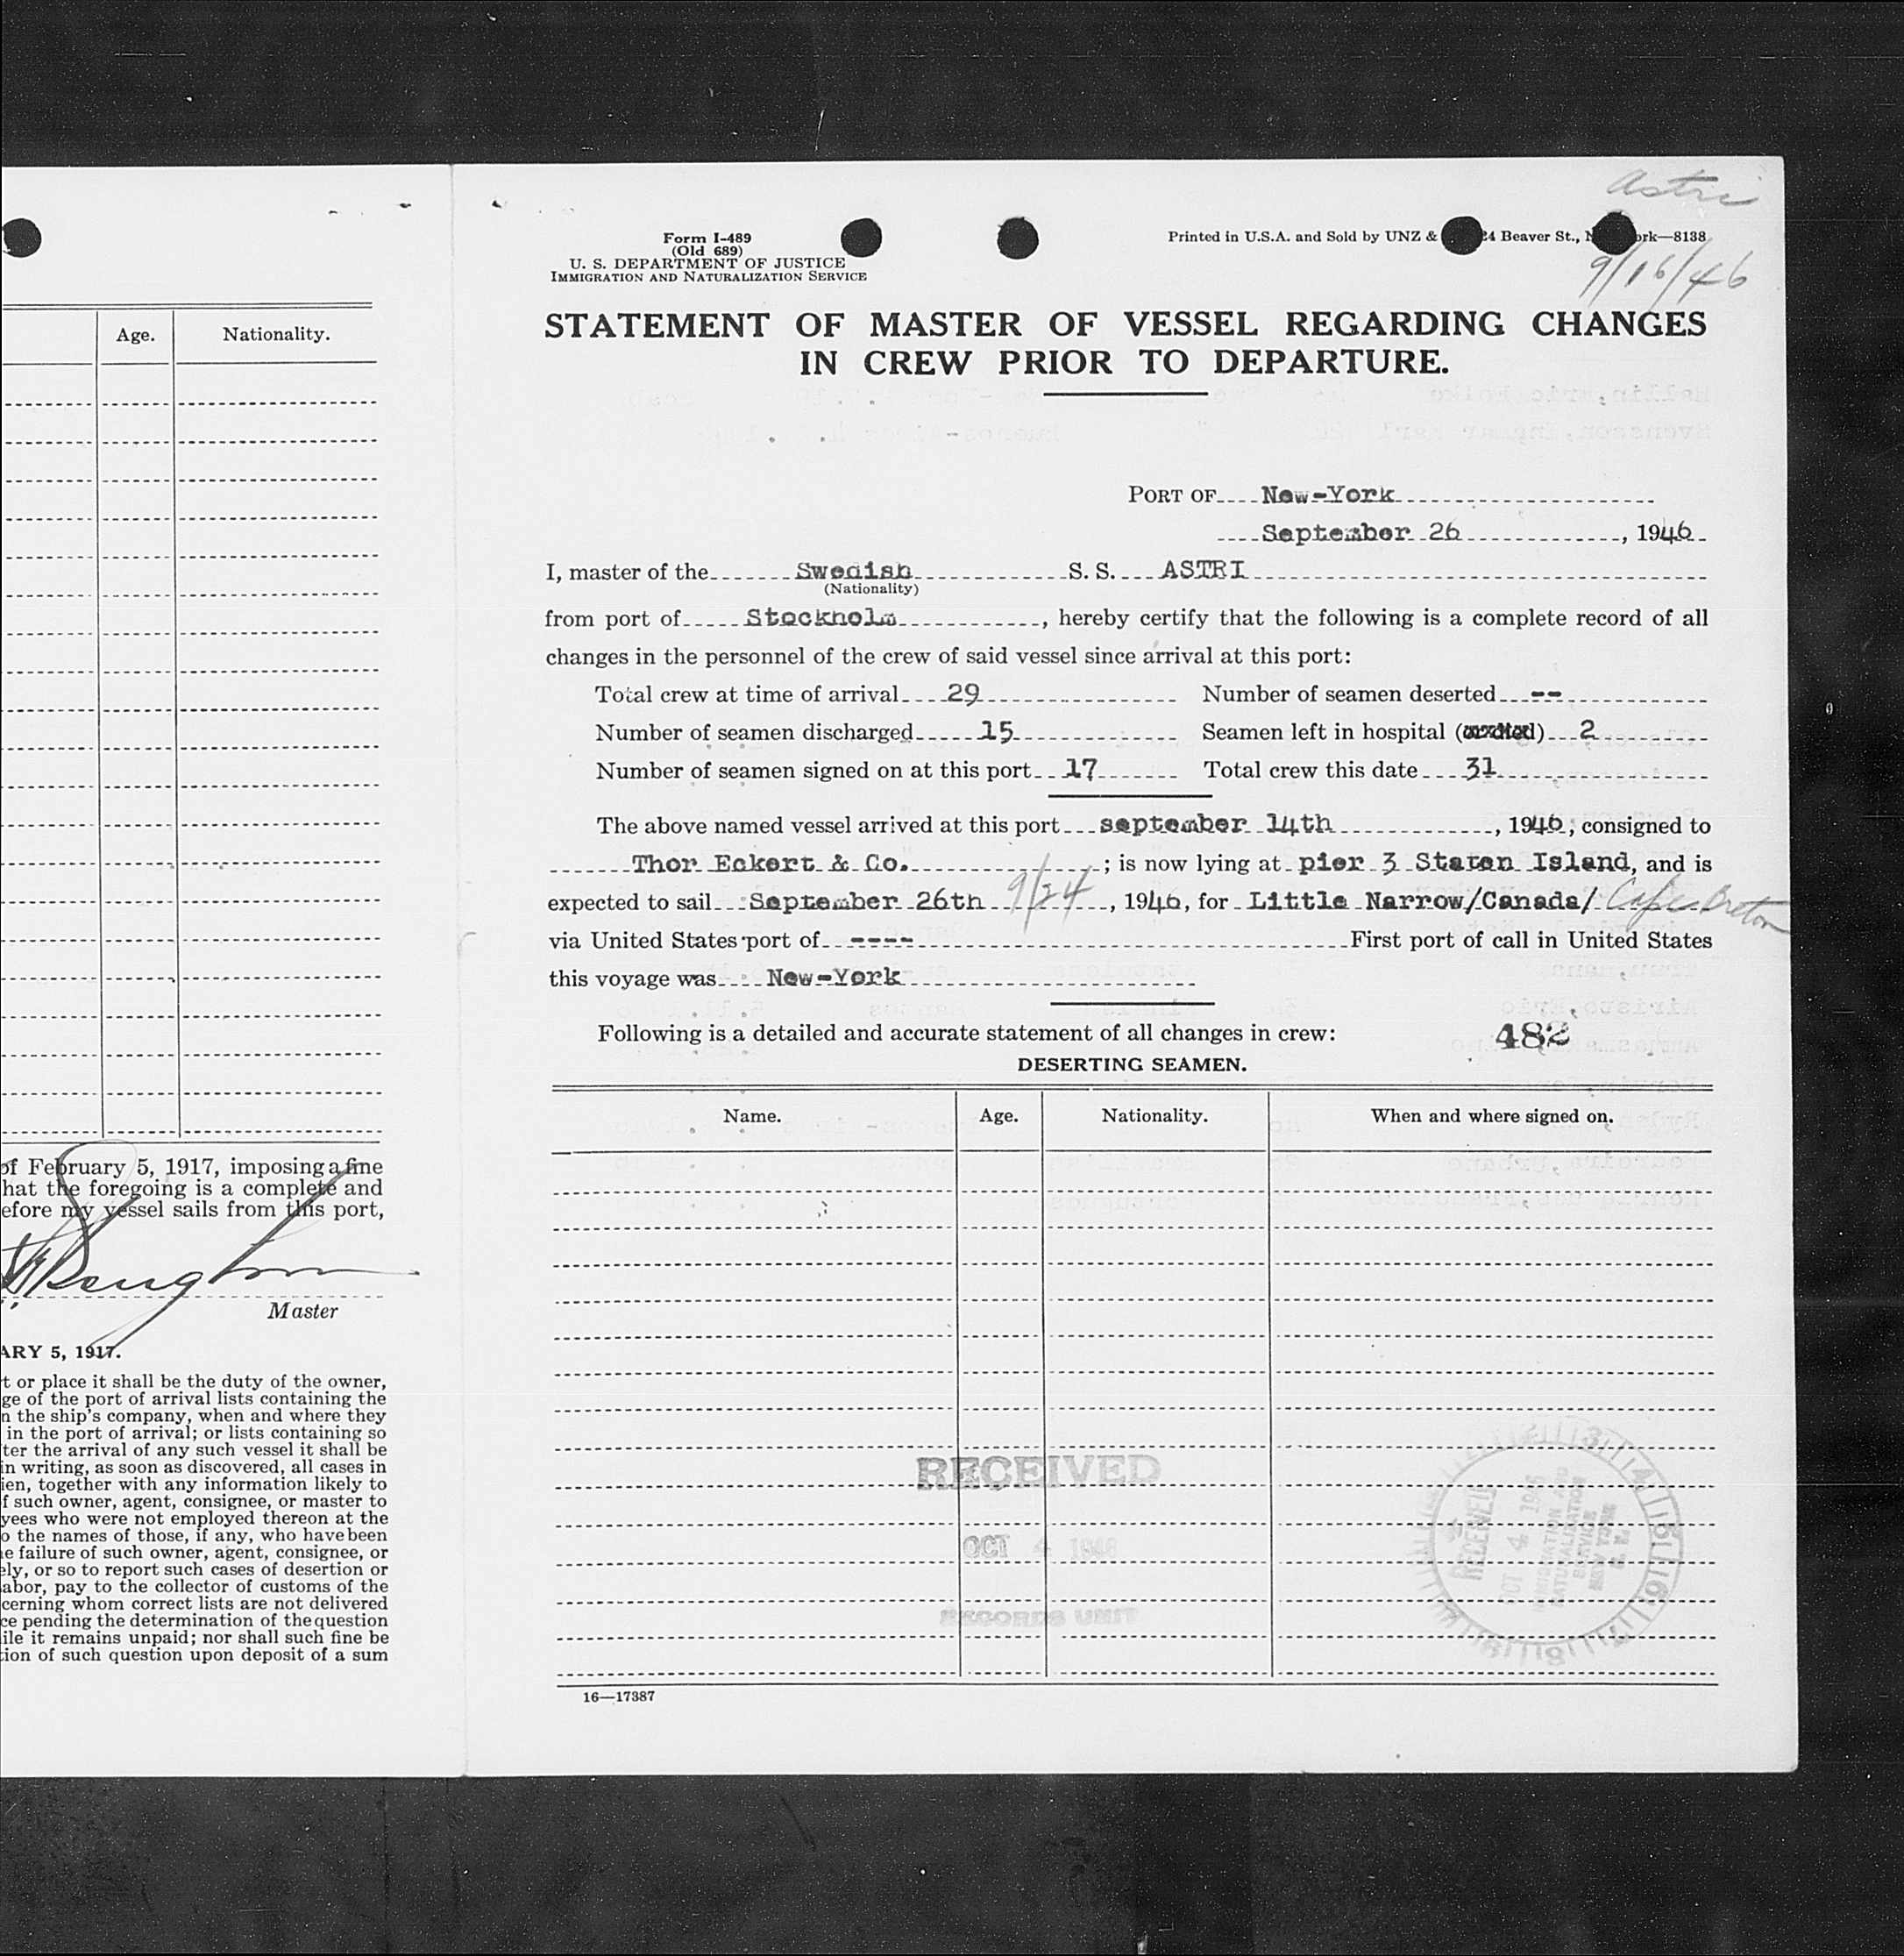 Age.
Nationality.
of February 5, 1917, imposing a fine
hat the foregoing is a complete and
efore my vessel sails from this port,
Master
ARY 5, 1917.
t or place it shall be the duty of the owner,
ge of the port of arrival lists containing the
n the ship's company, when and where they
in the port of arrival; or lists containing so
ter the arrival of any such vessel it shall be
in writing, as soon as discovered, all cases in
ien, together with any information likely to
f such owner, agent, consignee, or master to
yees who were not employed thereon at the
o the names of those, if any, who have been
e failure of such owner, agent, consignee, or
ely, or so to report such cases of desertion or
abor, pay to the collector of customs of the
cerning whom correct lists are not delivered
ce pending the determination of the question
ile it remains unpaid; nor shall such fine be
ion of such question upon deposit of a sum
Astri
Form I-489
(Old 689)
U. S. DEPARTMENT OF JUSTICE
IMMIGRATION AND NATURALIZATION SERVICE
Printed in U.S.A. and Sold by UNZ & 24 Beaver St., N ork—8138
9/16/46
STATEMENT OF MASTER OF VESSEL REGARDING CHANGES
IN CREW PRIOR TO DEPARTURE.
PORT OF New-York
September 26, 1946
I, master of the Swedish S. S. ASTRI
(Nationality)
from port of Stockholm, hereby certify that the following is a complete record of all
changes in the personnel of the crew of said vessel since arrival at this port:
Total crew at time of arrival 29 Number of seamen deserted --
Number of seamen discharged 15 Seamen left in hospital (or died) 2
Number of seamen signed on at this port 17 Total crew this date 31
The above named vessel arrived at this port september 14th, 1946, consigned to
Thor Eckert & Co.; is now lying at pier 3 Staten Island, and is
expected to sail September 26th 9/24, 1946, for Little Narrow/Canada/ Cape Breton
via United States port of ---- First port of call in United States
this voyage was New-York
Following is a detailed and accurate statement of all changes in crew:
482
DESERTING SEAMEN.
Name. Age. Nationality. When and where signed on.
RECEIVED
OCT 4 1946
RECORDS UNIT
RECEIVED
OCT 4 1946
IMMIGRATION AND
NATURALIZATION
SERVICE
NEW YORK
N. Y.
16—17387